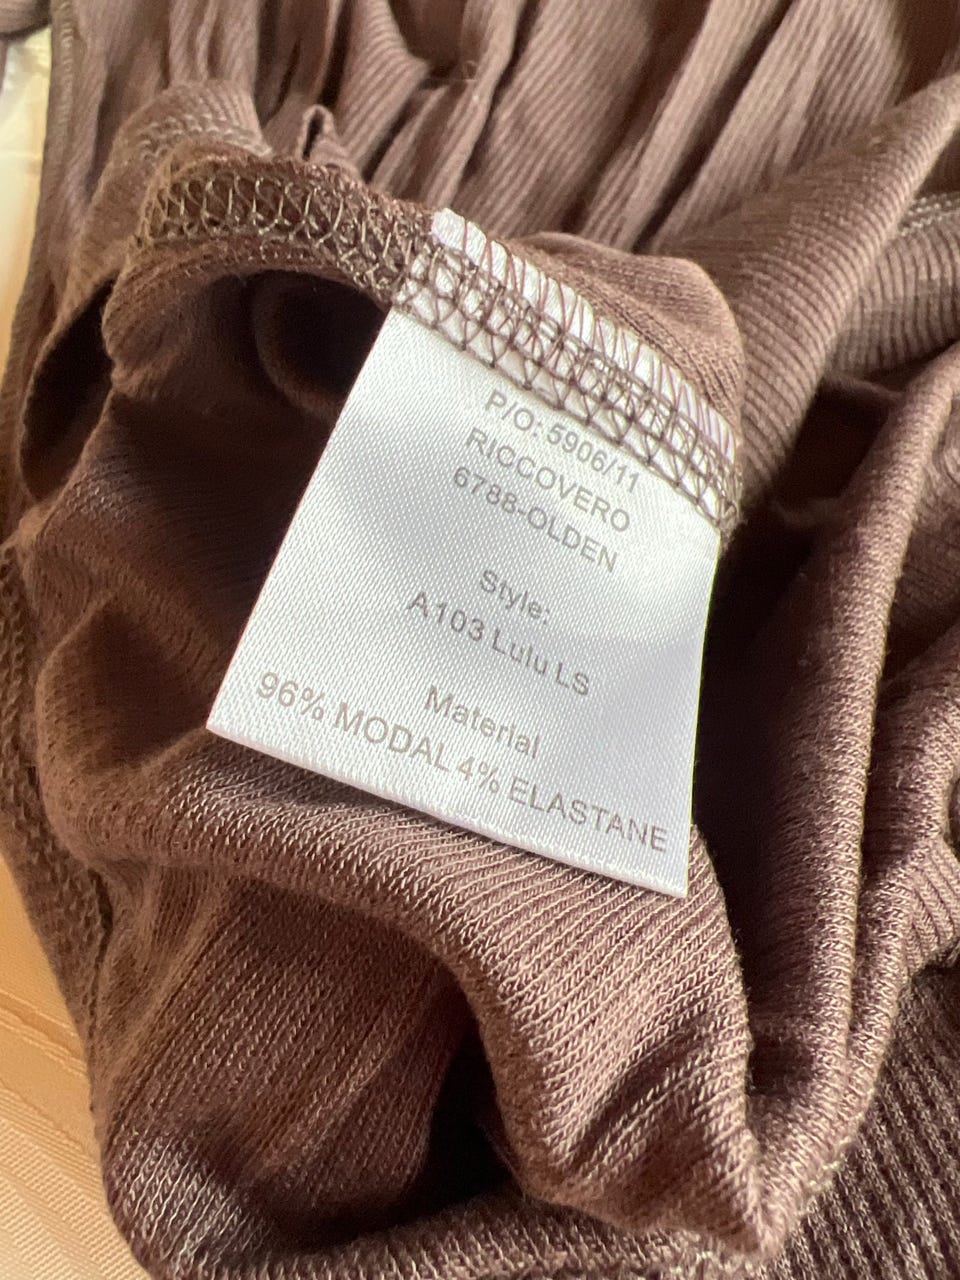 P/O: 5906/11
RICCOVERO
6788-OLDEN
Style:
A103 Lulu LS
Material
96% MODAL 4% ELASTANE